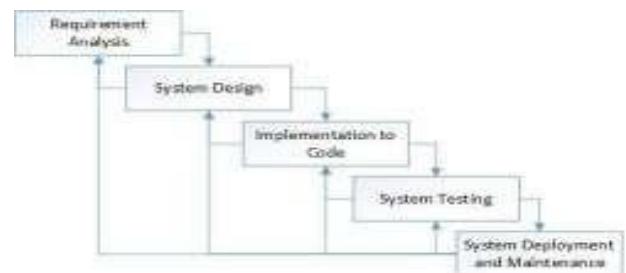 Requirement
Analysis
System Design
Implementation to
Code
System Testing
System Deployment
and Maintenance